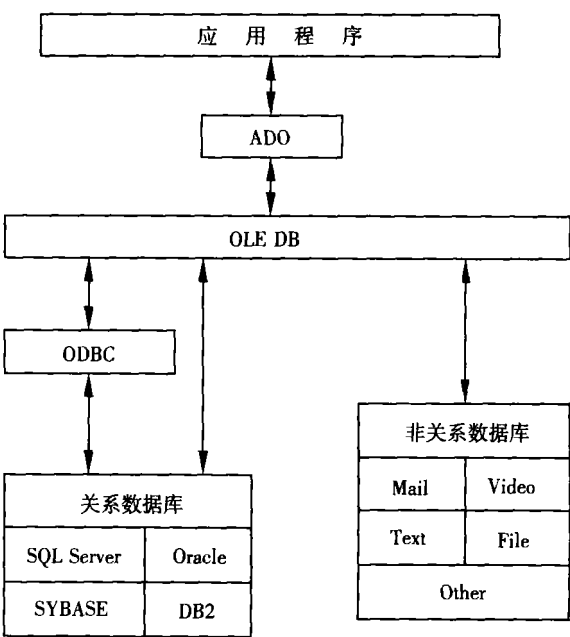 应用程序
ADO
OLE DB
ODBC
关系数据库
SQL Server Oracle
SYBASE DB2
非关系数据库
Mail Video
Text File
Other